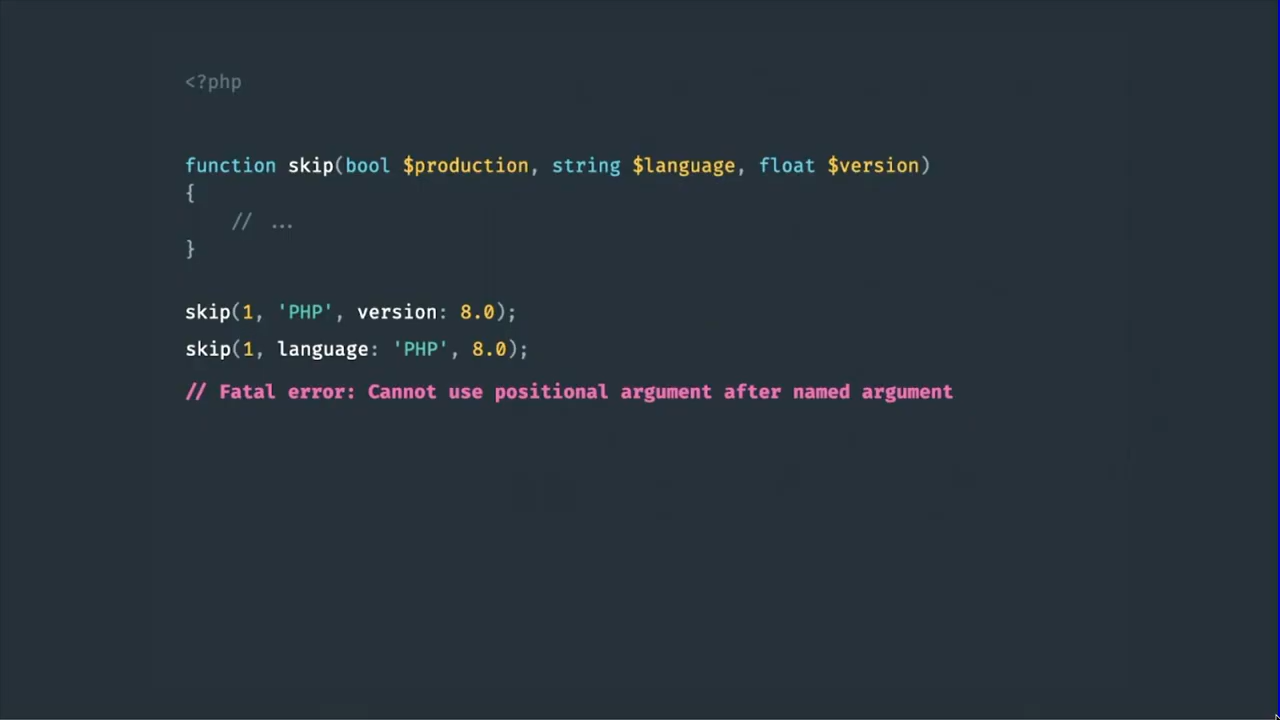 <?php
function skip(bool $production, string $language, float $version)
{
// ...
}
skip(1, 'PHP', version: 8.0);
skip(1, language: 'PHP', 8.0);
// Fatal error: Cannot use positional argument after named argument